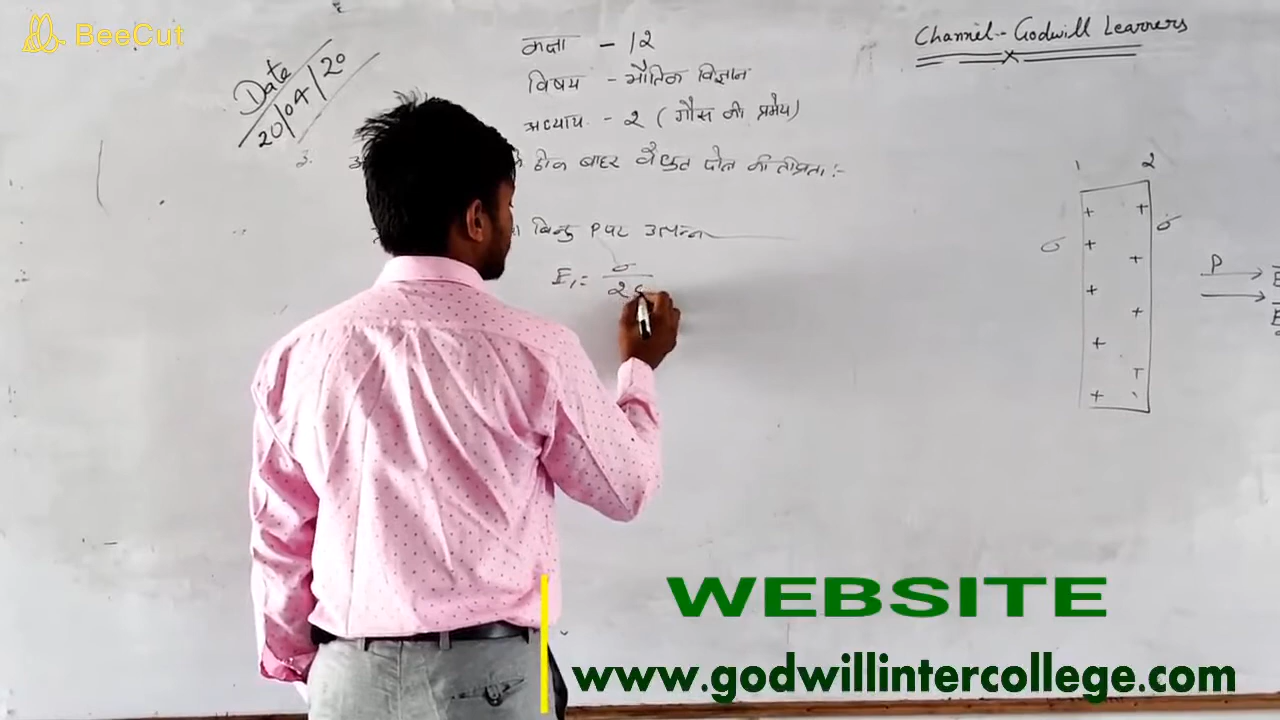 BeeCut
Date
20/04/20
कक्षा - 12
विषय - भौतिक विज्ञान
अध्याय - 2 ( गौस की प्रमेय)
Channel:- Godwill Learners
3.
ठीक बाहर वैद्युत क्षेत्र की तीव्रता :-
बिन्दु P पर उत्पन्न
E₁ = σ
2ε
1 2
+ +
σ + σ
+
P
+
+
+
+
WEBSITE
www.godwillintercollege.com